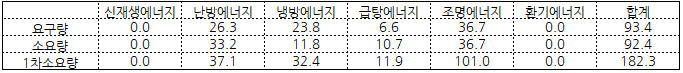 신재생에너지 난방에너지 냉방에너지 급탕에너지 조명에너지 환기에너지 합계
요구량 0.0 26.3 23.8 6.6 36.7 0.0 93.4
소요량 0.0 33.2 11.8 10.7 36.7 0.0 92.4
1차소요량 0.0 37.1 32.4 11.9 101.0 0.0 182.3